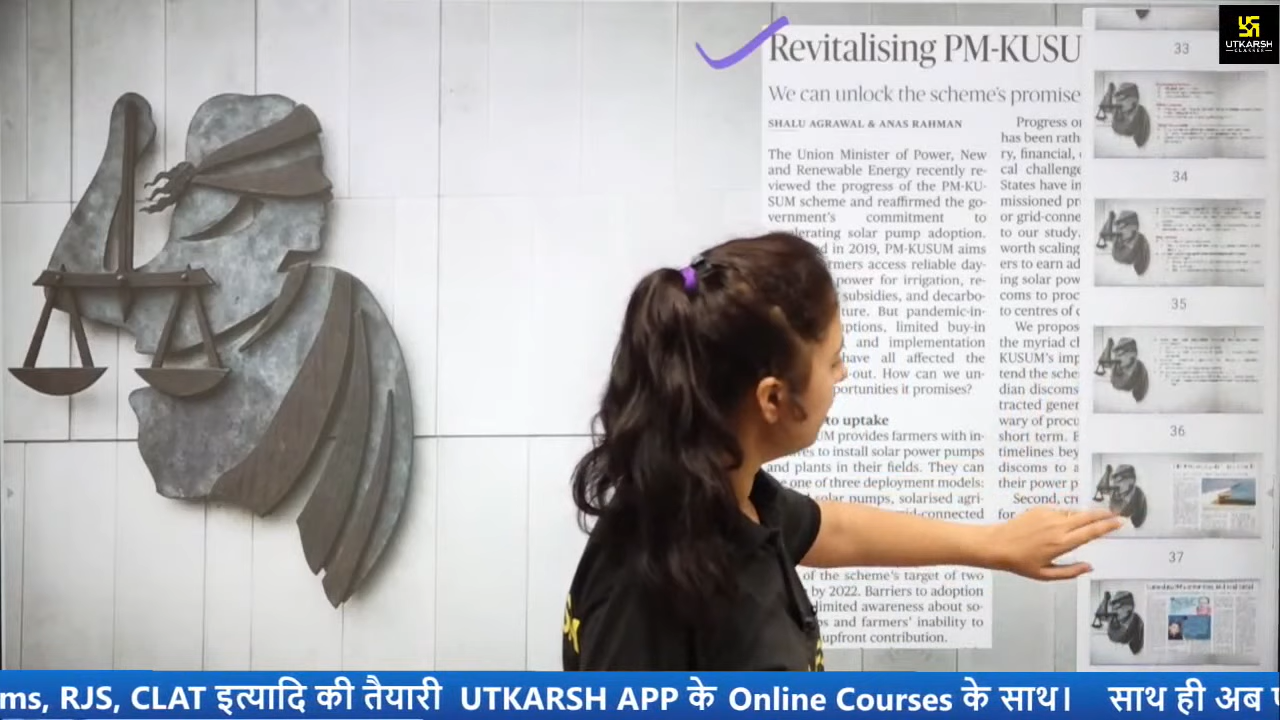 Revitalising PM-KUSU
We can unlock the scheme's promise
SHALU AGRAWAL & ANAS RAHMAN
The Union Minister of Power, New
and Renewable Energy recently re-
viewed the progress of the PM-KU-
SUM scheme and reaffirmed the go-
vernment's commitment to
lerating solar pump adoption.
d in 2019, PM-KUSUM aims
rmers access reliable day-
power for irrigation, re-
subsidies, and decarbo-
ture. But pandemic-in-
ptions, limited buy-in
and implementation
have all affected the
-out. How can we un-
portunities it promises?
to uptake
UM provides farmers with in-
ves to install solar power pumps
and plants in their fields. They can
one of three deployment models:
solar pumps, solarised agri-
id-connected
of the scheme's target of two
by 2022. Barriers to adoption
limited awareness about so-
ps and farmers' inability to
upfront contribution.
Progress o
has been rath
ry, financial,
cal challenge
States have in
missioned pr
or grid-conne
to our study,
worth scaling
ers to earn ad
ing solar pow
coms to proc
to centres of c
We propos
the myriad ch
KUSUM's imp
tend the sche
dian discoms
tracted gener
wary of procu
short term. E
timelines bey
discoms to a
their power p
Second, cr
for
33
34
35
36
37
UTKARSH
CLASSES
ms, RJS, CLAT इत्यादि की तैयारी UTKARSH APP के Online Courses के साथ। साथ ही अब